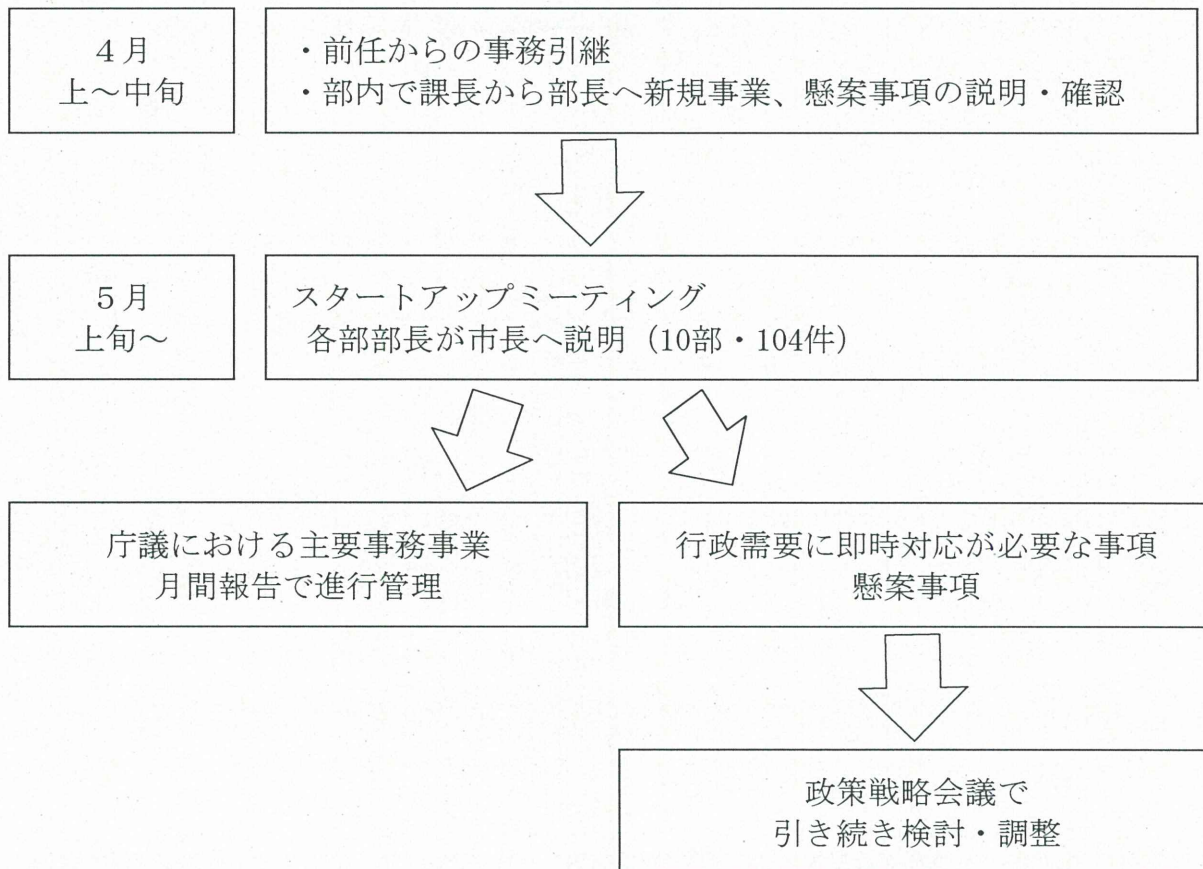 4月
上~中旬
・前任からの事務引継
・部内で課長から部長へ新規事業、懸案事項の説明・確認
5月
上旬~
スタートアップミーティング
各部部長が市長へ説明(10部・104件)
庁議における主要事務事業
月間報告で進行管理
行政需要に即時対応が必要な事項
懸案事項
政策戦略会議で
引き続き検討・調整